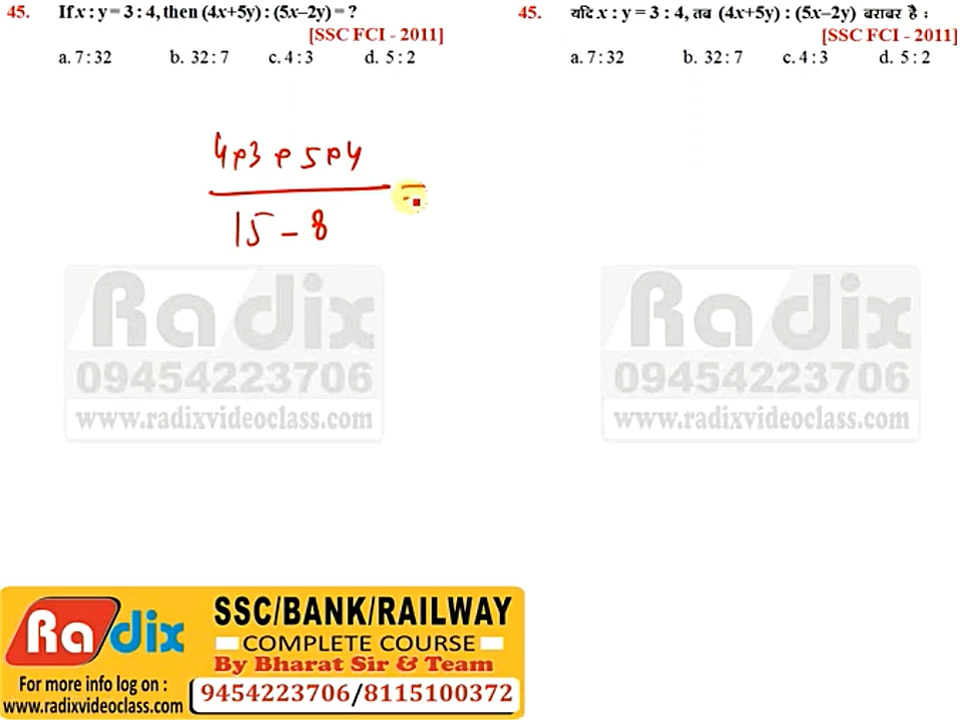 45. If x : y = 3 : 4, then (4x+5y) : (5x–2y) = ?
[SSC FCI - 2011]
a. 7 : 32 b. 32 : 7 c. 4 : 3 d. 5 : 2
45. यदि x : y = 3 : 4, तब (4x+5y) : (5x–2y) बराबर है :
[SSC FCI - 2011]
a. 7 : 32 b. 32 : 7 c. 4 : 3 d. 5 : 2
15 – 8
Radix
09454223706
www.radixvideoclass.com
Radix
09454223706
www.radixvideoclass.com
Radix
For more info log on :
www.radixvideoclass.com
SSC/BANK/RAILWAY
COMPLETE COURSE
By Bharat Sir & Team
9454223706/8115100372